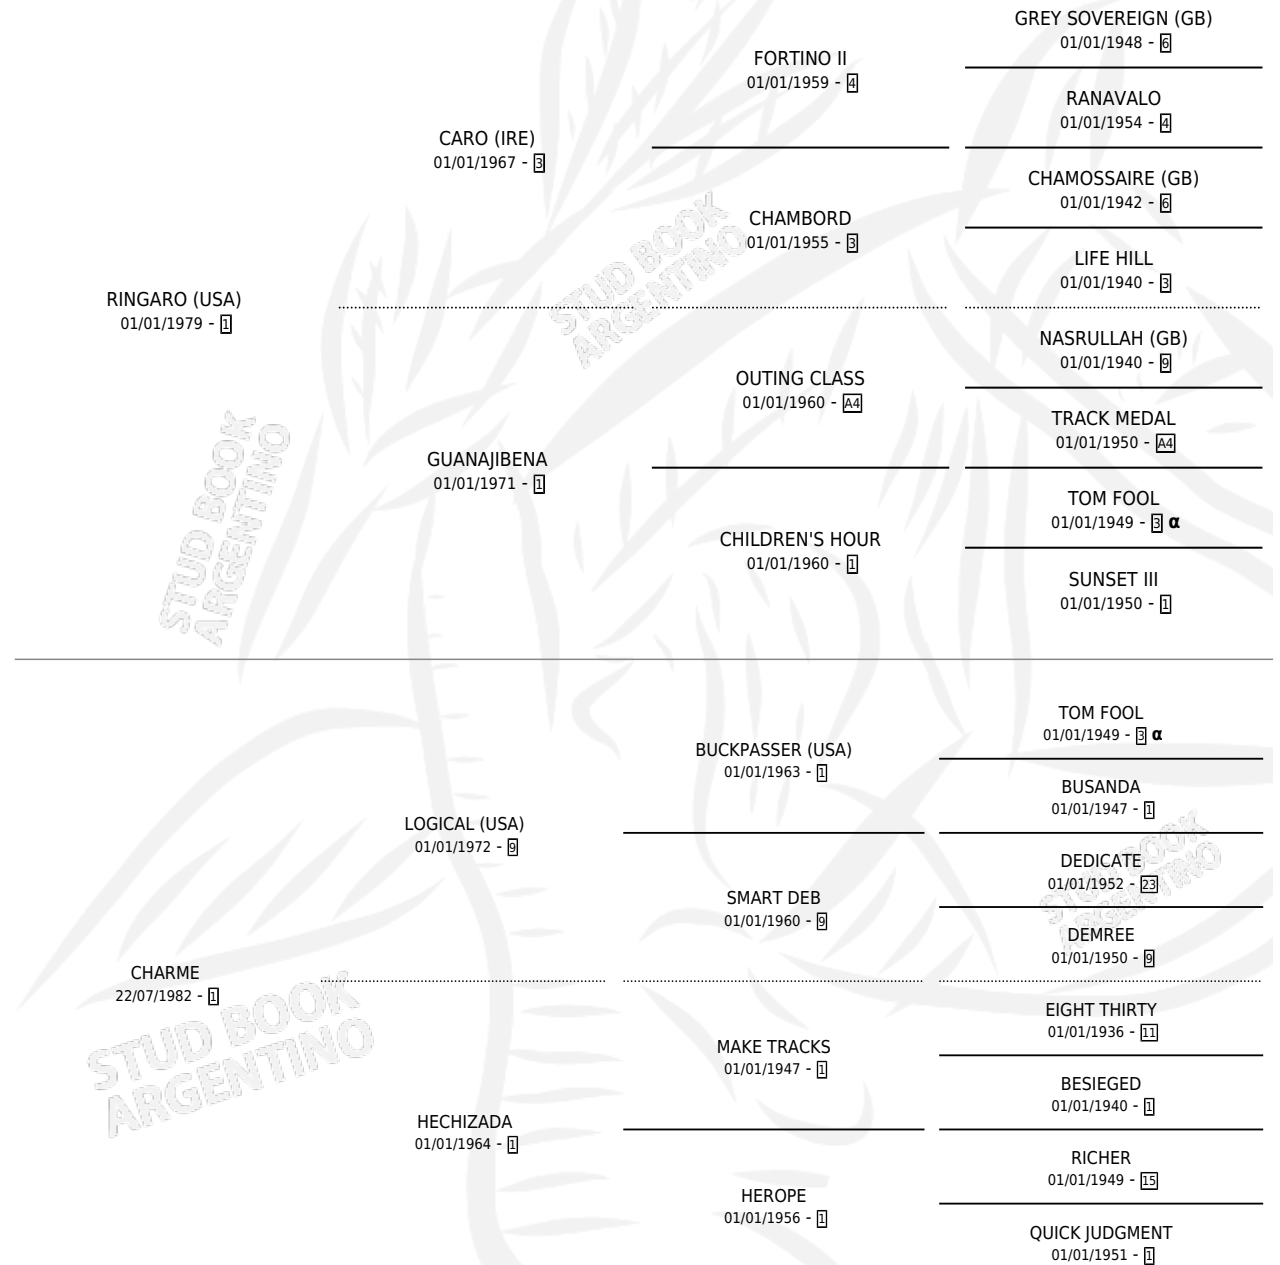 GREY SOVEREIGN (GB)
01/01/1948 - 6
FORTINO II
01/01/1959 - 4
RANAVALO
01/01/1954 - 4
CARO (IRE)
01/01/1967 - 3
CHAMOSSAIRE (GB)
01/01/1942 - 6
CHAMBORD
01/01/1955 - 3
LIFE HILL
01/01/1940 - 3
STUD BOOK
ARGENTINO
RINGARO (USA)
01/01/1979 - 1
NASRULLAH (GB)
01/01/1940 - 9
OUTING CLASS
01/01/1960 - A4
TRACK MEDAL
01/01/1950 - A4
GUANAJIBENA
01/01/1971 - 1
TOM FOOL
01/01/1949 - 3 α
CHILDREN'S HOUR
01/01/1960 - 1
SUNSET III
01/01/1950 - 1
STUD BOOK
ARGENTINO
TOM FOOL
01/01/1949 - 3 α
BUCKPASSER (USA)
01/01/1963 - 1
BUSANDA
01/01/1947 - 1
LOGICAL (USA)
01/01/1972 - 9
DEDICATE
01/01/1952 - 23
SMART DEB
01/01/1960 - 9
DEMREE
01/01/1950 - 9
STUD BOOK
ARGENTINO
CHARME
22/07/1982 - 1
EIGHT THIRTY
01/01/1936 - 11
MAKE TRACKS
01/01/1947 - 1
BESIEGED
01/01/1940 - 1
STUD BOOK
ARGENTINO
HECHIZADA
01/01/1964 - 1
RICHER
01/01/1949 - 15
HEROPE
01/01/1956 - 1
QUICK JUDGMENT
01/01/1951 - 1